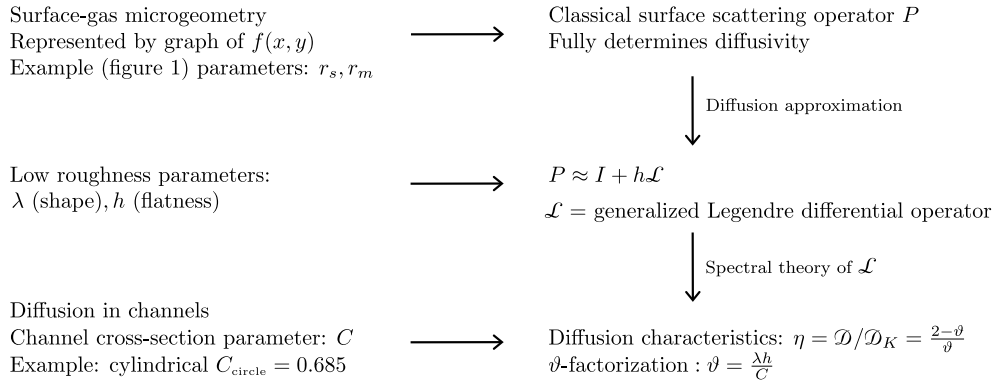 Surface-gas microgeometry
Represented by graph of f(x, y)
Example (figure 1) parameters: r_s, r_m
Classical surface scattering operator P
Fully determines diffusivity
Diffusion approximation
Low roughness parameters:
λ (shape), h (flatness)
P ≈ I + hℒ
ℒ = generalized Legendre differential operator
Spectral theory of ℒ
Diffusion in channels
Channel cross-section parameter: C
Example: cylindrical C_circle = 0.685
Diffusion characteristics: η = 𝒟/𝒟_K = (2−ϑ)/ϑ
ϑ-factorization : ϑ = λh/C